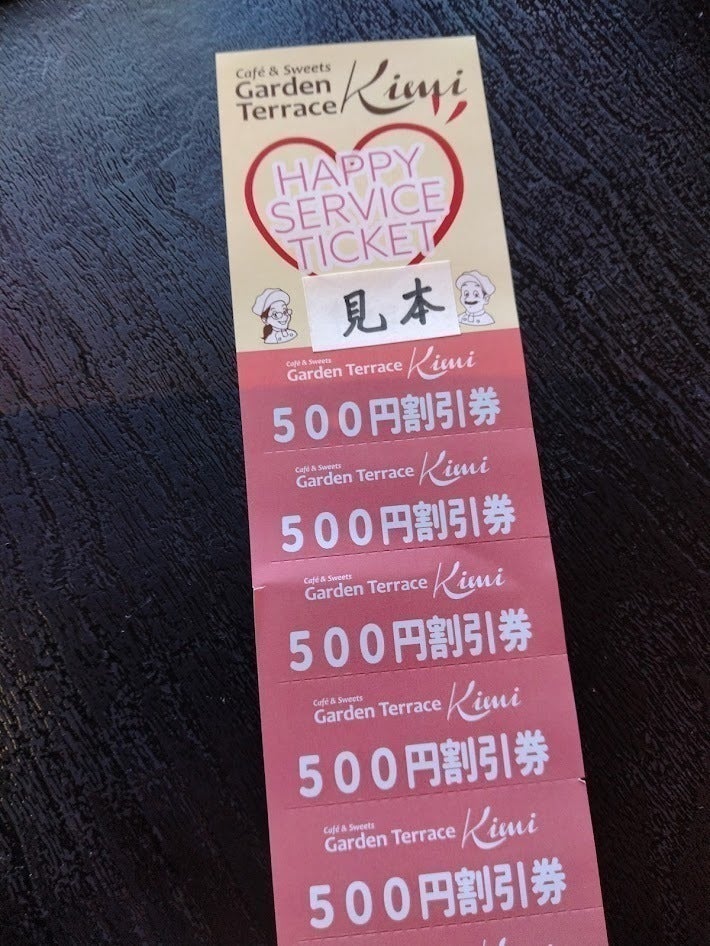 Café & Sweets
Garden
Terrace Kimi
HAPPY
SERVICE
TICKET
見本
Café & Sweets
Garden Terrace Kimi
500円割引券
Café & Sweets
Garden Terrace Kimi
500円割引券
Café & Sweets
Garden Terrace Kimi
500円割引券
Café & Sweets
Garden Terrace Kimi
500円割引券
Café & Sweets
Garden Terrace Kimi
500円割引券